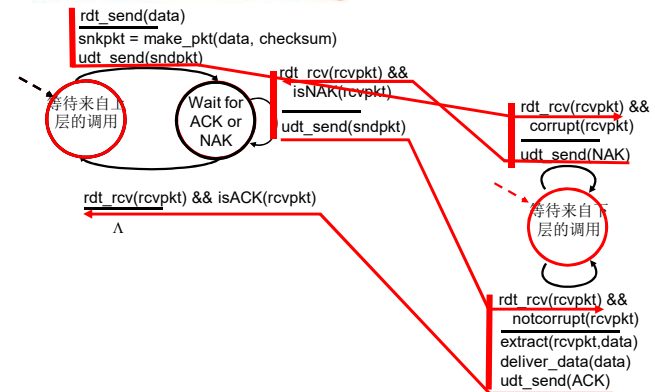 rdt_send(data)
snkpkt = make_pkt(data, checksum)
udt_send(sndpkt)
等待来自上
层的调用
Wait for
ACK or
NAK
rdt_rcv(rcvpkt) &&
isNAK(rcvpkt)
udt_send(sndpkt)
rdt_rcv(rcvpkt) && isACK(rcvpkt)
Λ
rdt_rcv(rcvpkt) &&
corrupt(rcvpkt)
udt_send(NAK)
等待来自下
层的调用
rdt_rcv(rcvpkt) &&
notcorrupt(rcvpkt)
extract(rcvpkt,data)
deliver_data(data)
udt_send(ACK)